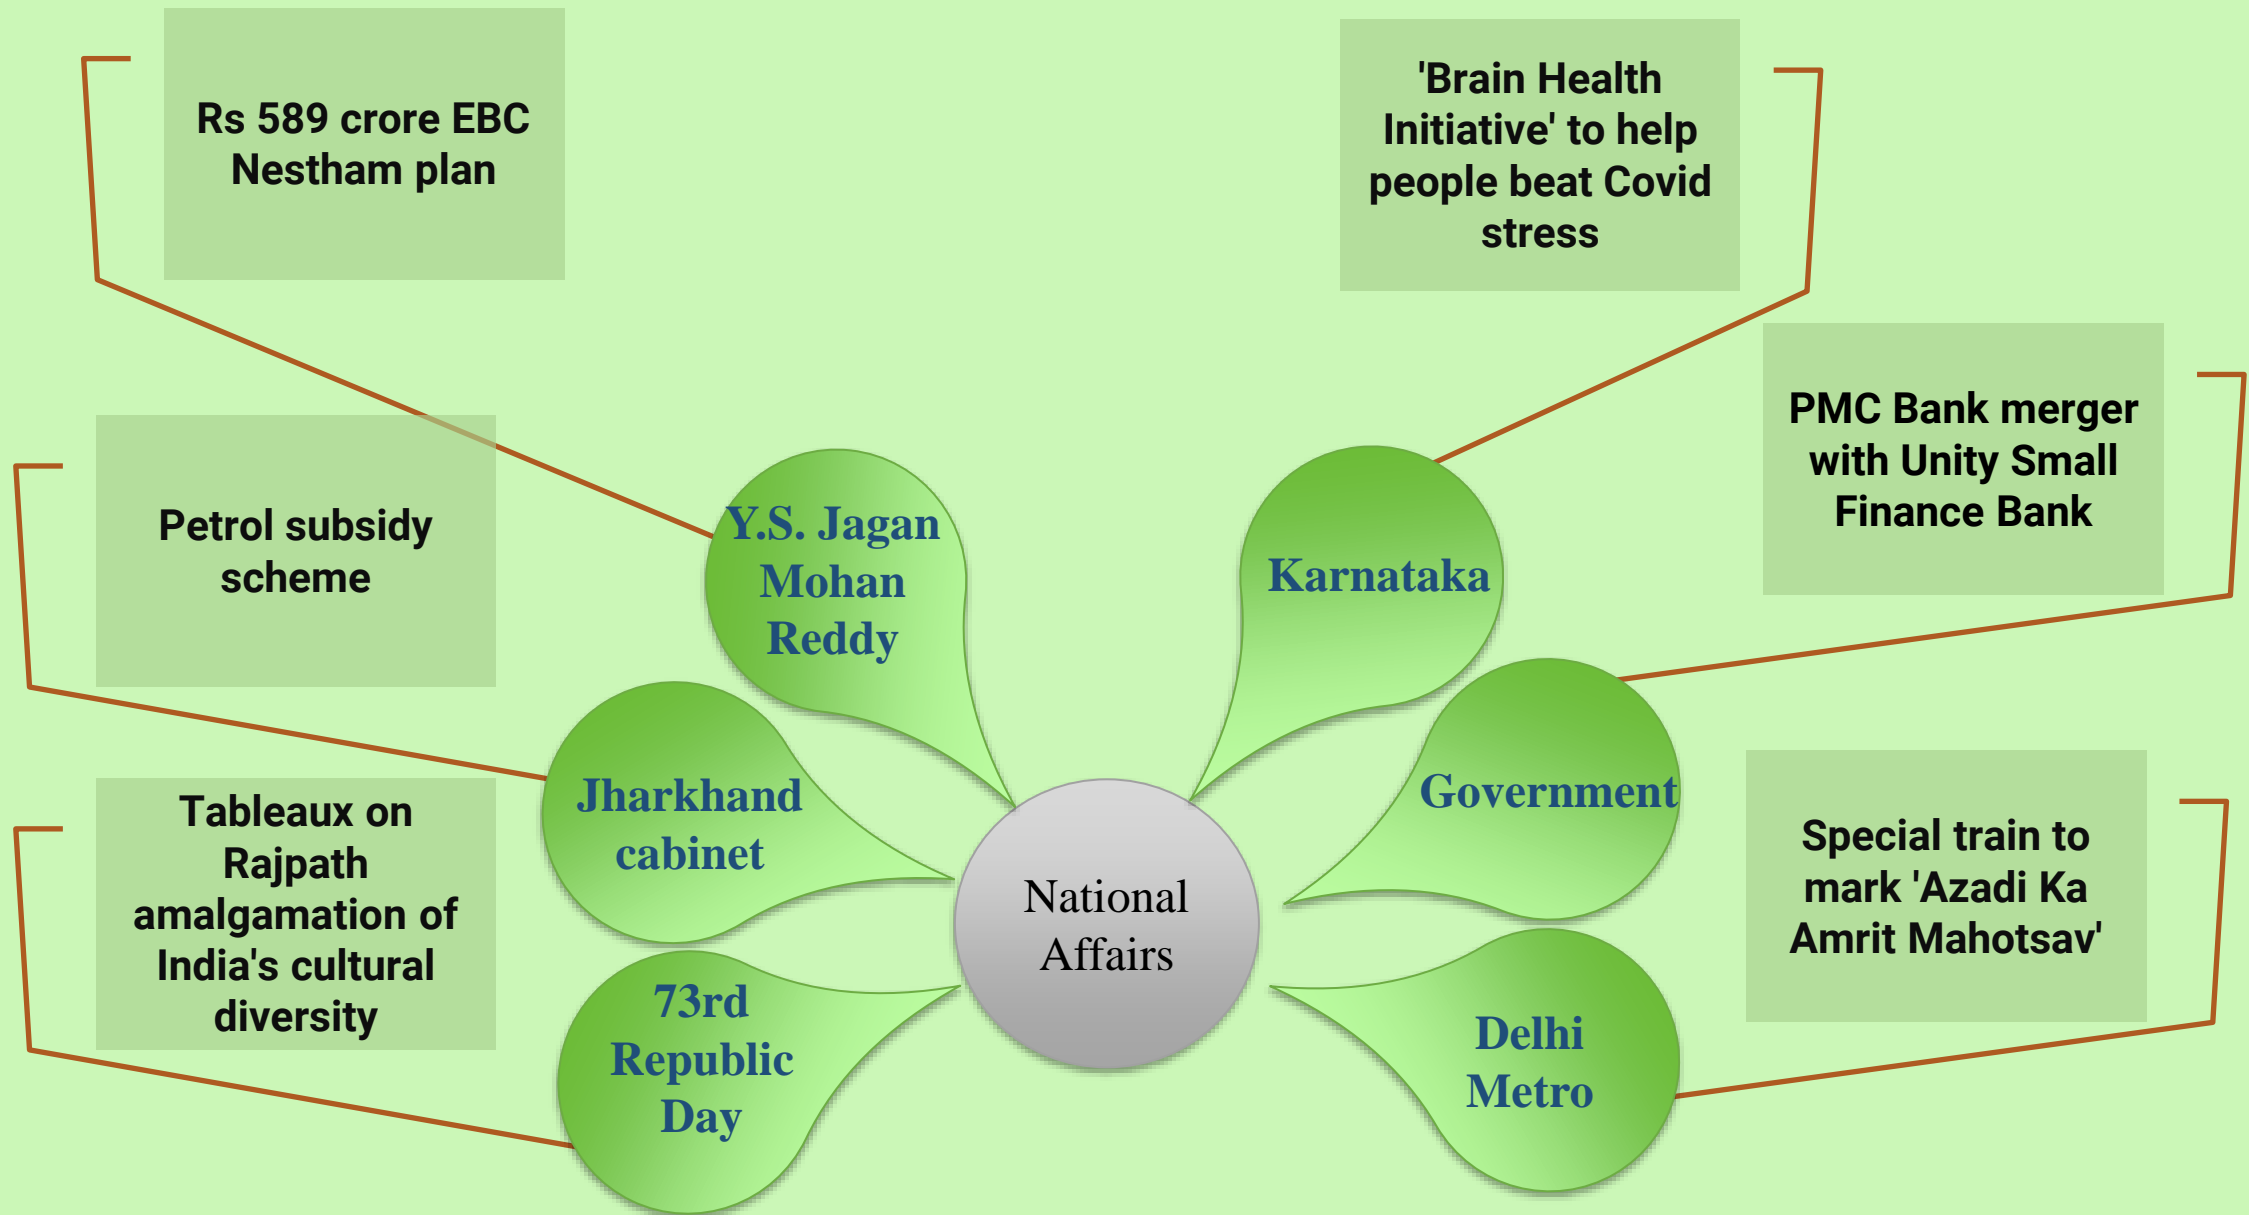 Rs 589 crore EBC
Nestham plan
'Brain Health
Initiative' to help
people beat Covid
stress
Petrol subsidy
scheme
PMC Bank merger
with Unity Small
Finance Bank
Y.S. Jagan
Mohan
Reddy
Karnataka
Jharkhand
cabinet
Government
Tableaux on
Rajpath
amalgamation of
India's cultural
diversity
Special train to
mark 'Azadi Ka
Amrit Mahotsav'
National
Affairs
73rd
Republic
Day
Delhi
Metro